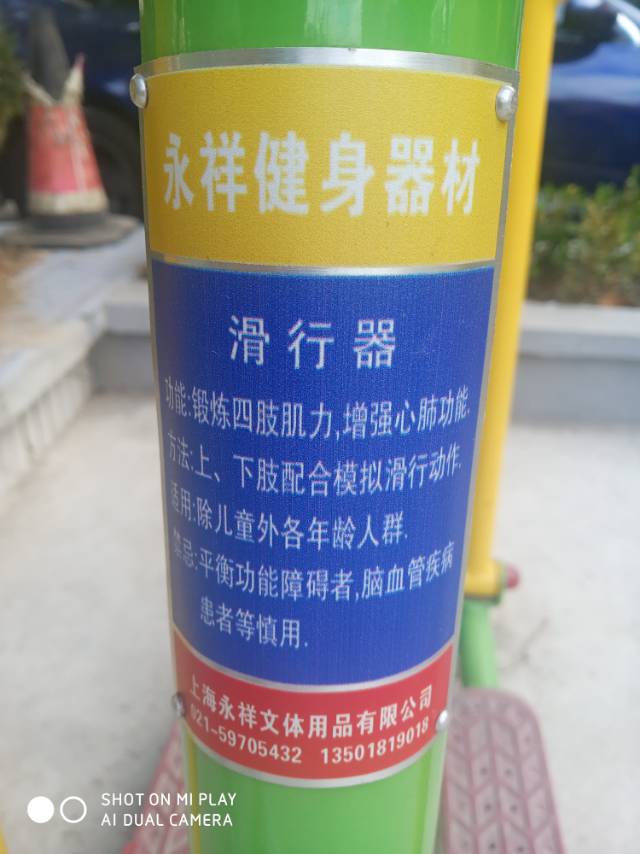 永祥健身器材
滑行器
功能:锻炼四肢肌力,增强心肺功能.
方法:上、下肢配合模拟滑行动作.
适用:除儿童外各年龄人群.
禁忌:平衡功能障碍者,脑血管疾病
患者等慎用.
上海永祥文体用品有限公司
021-59705432 13501819018
SHOT ON MI PLAY
AI DUAL CAMERA